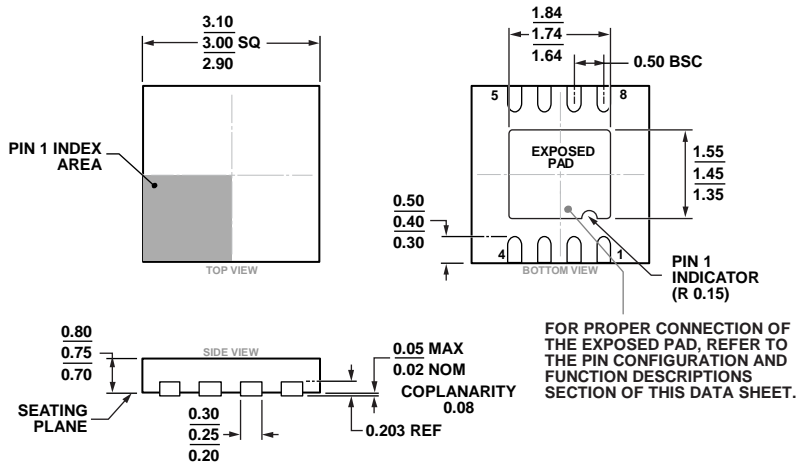 3.10
3.00 SQ
2.90
PIN 1 INDEX
AREA
TOP VIEW
1.84
1.74
1.64
0.50 BSC
5
8
EXPOSED
PAD
1.55
1.45
1.35
0.50
0.40
0.30
4
1
BOTTOM VIEW
PIN 1
INDICATOR
(R 0.15)
FOR PROPER CONNECTION OF
THE EXPOSED PAD, REFER TO
THE PIN CONFIGURATION AND
FUNCTION DESCRIPTIONS
SECTION OF THIS DATA SHEET.
0.80
0.75
0.70
SIDE VIEW
SEATING
PLANE
0.30
0.25
0.20
0.05 MAX
0.02 NOM
COPLANARITY
0.08
0.203 REF